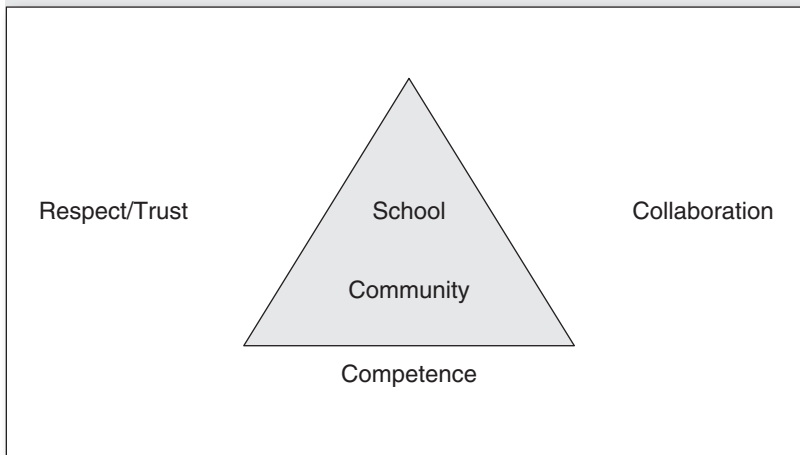 Respect/Trust
School
Collaboration
Community
Competence